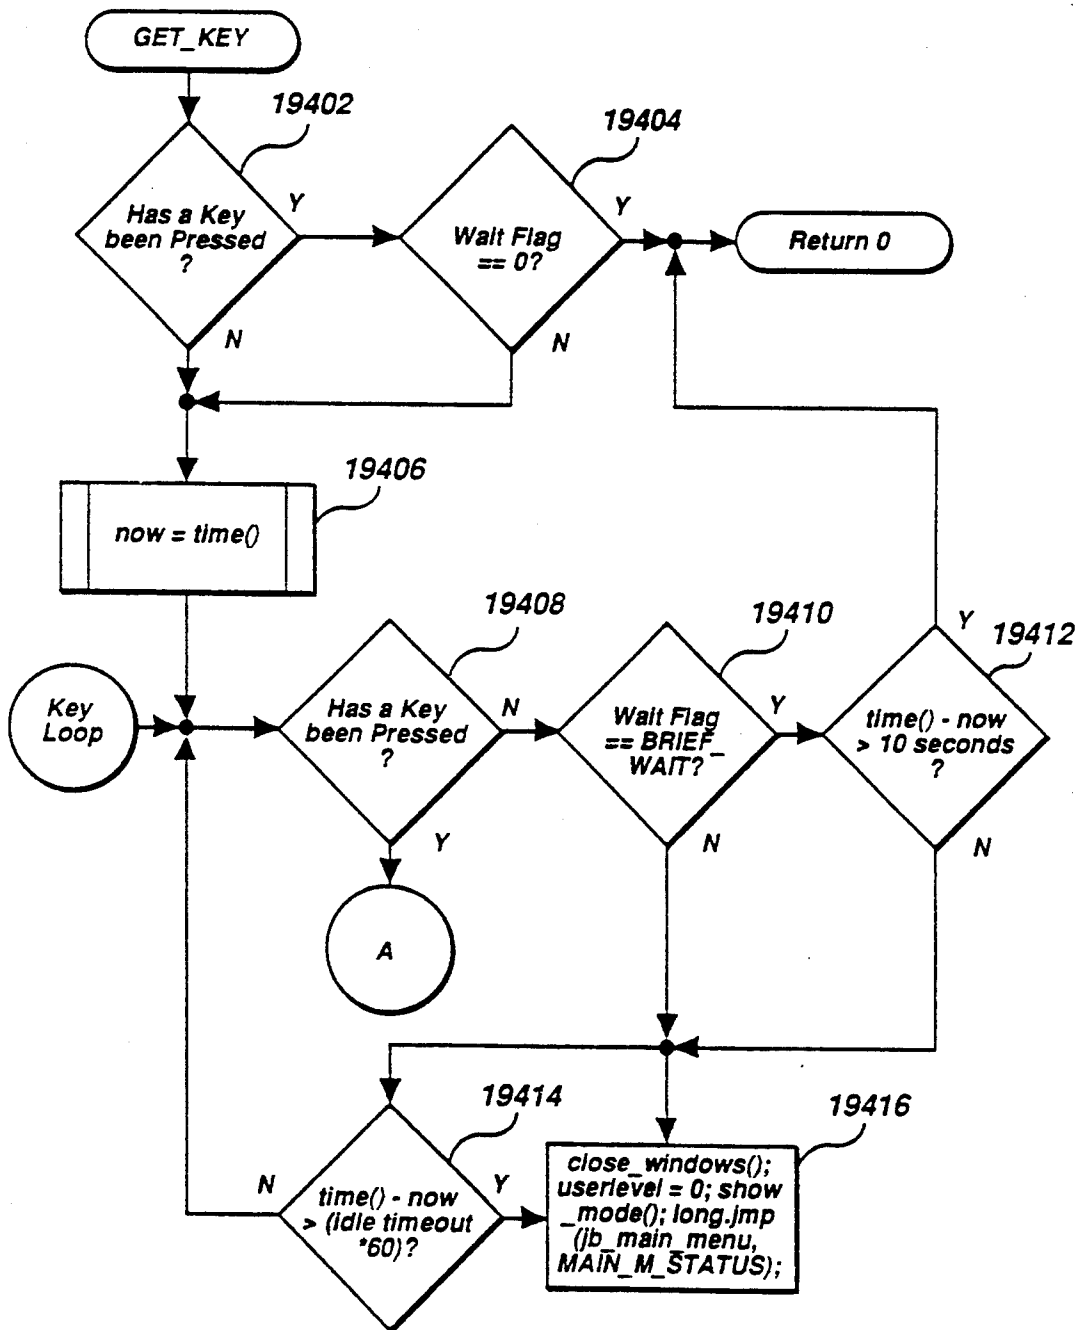 GET_KEY
19402
19404
Has a Key
been Pressed
?
Y
N
Wait Flag
== 0?
Y
N
Return 0
19406
now = time()
Key
Loop
19408
Has a Key
been Pressed
?
N
Y
A
19410
Wait Flag
== BRIEF_
WAIT?
Y
N
19412
time() - now
> 10 seconds
?
Y
N
19414
time() - now
> (idle timeout
*60)?
N
Y
19416
close_windows();
userlevel = 0; show
_mode(); long.jmp
(jb_main_menu,
MAIN_M_STATUS);